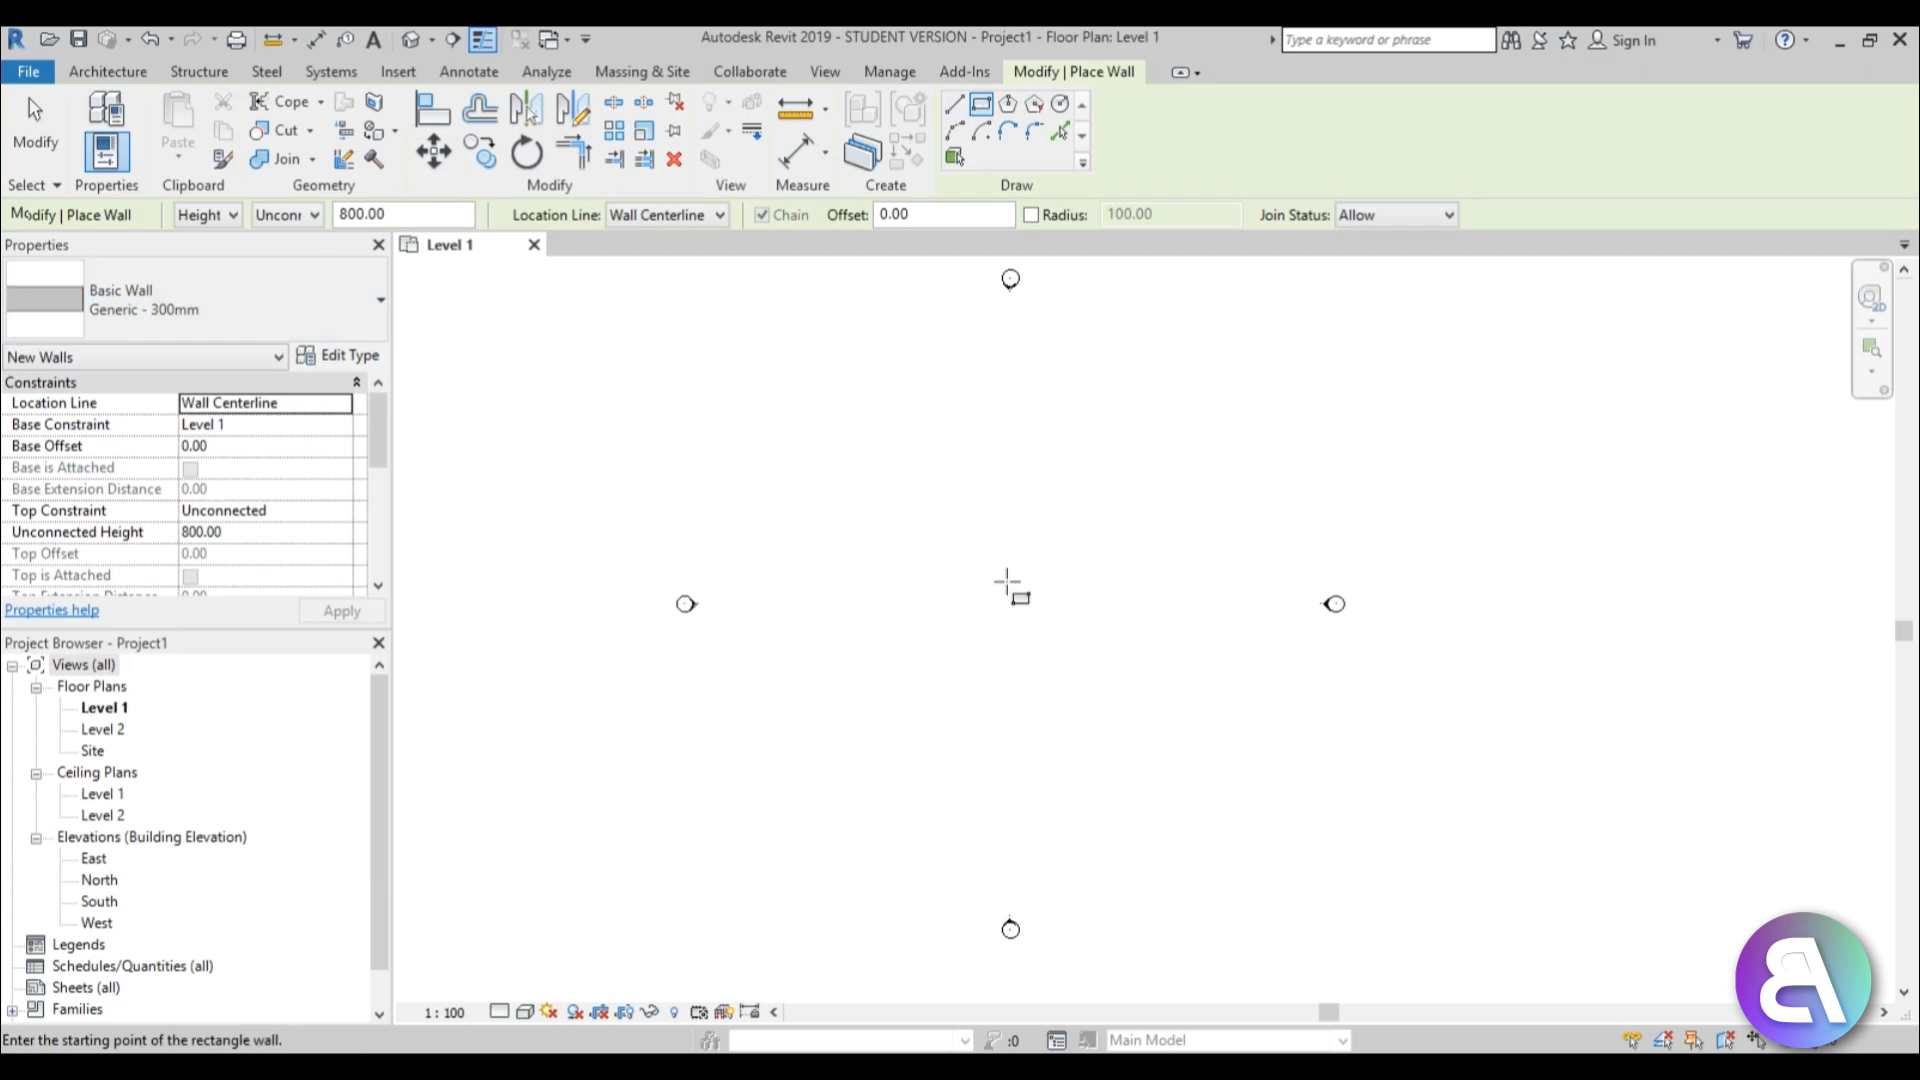 Autodesk Revit 2019 - STUDENT VERSION - Project1 - Floor Plan: Level 1
Type a keyword or phrase
Sign In
File Architecture Structure Steel Systems Insert Annotate Analyze Massing & Site Collaborate View Manage Add-Ins Modify | Place Wall
Modify
Paste
Cope
Cut
Join
Select Properties Clipboard Geometry Modify View Measure Create Draw
Modify | Place Wall Height Unconr 800.00 Location Line: Wall Centerline Chain Offset: 0.00 Radius: 100.00 Join Status: Allow
Properties
Level 1
Basic Wall
Generic - 300mm
2D
New Walls Edit Type
Constraints
Location Line Wall Centerline
Base Constraint Level 1
Base Offset 0.00
Base is Attached
Base Extension Distance 0.00
Top Constraint Unconnected
Unconnected Height 800.00
Top Offset 0.00
Top is Attached
Properties help Apply
Project Browser - Project1
Views (all)
Floor Plans
Level 1
Level 2
Site
Ceiling Plans
Level 1
Level 2
Elevations (Building Elevation)
East
North
South
West
Legends
Schedules/Quantities (all)
Sheets (all)
Families
1 : 100
Enter the starting point of the rectangle wall.
:0
Main Model